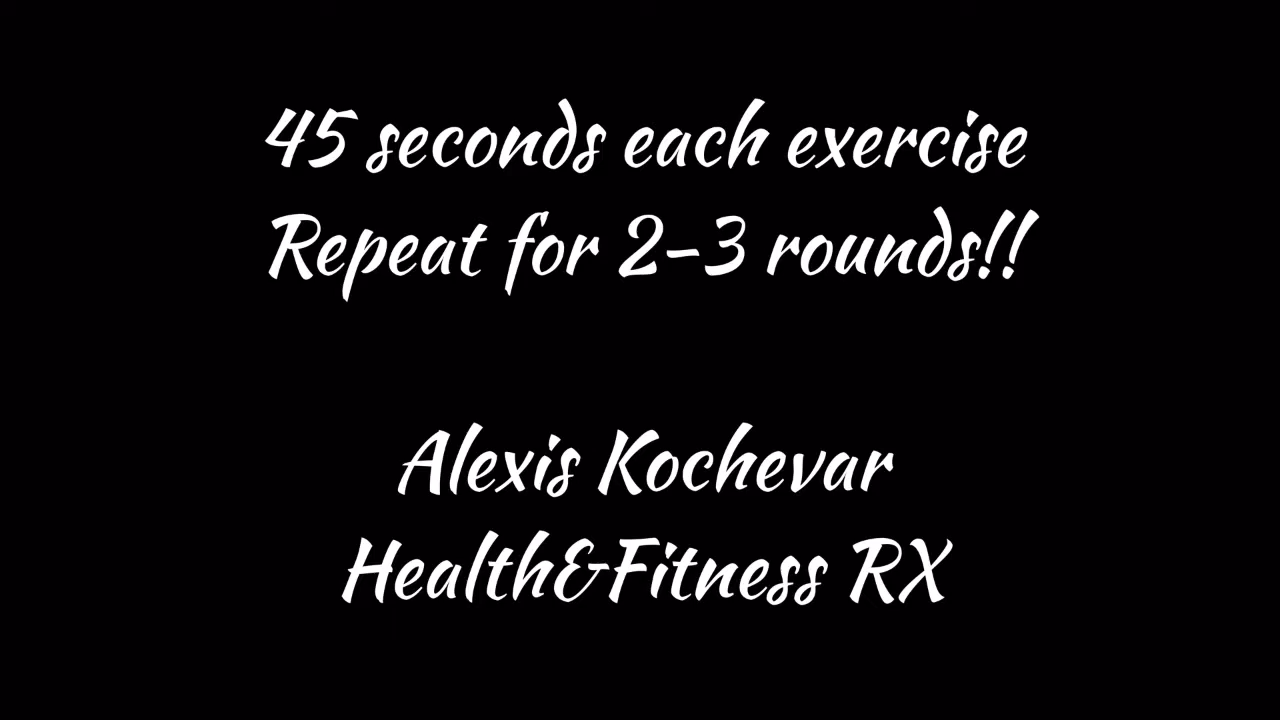 45 seconds each exercise
Repeat for 2-3 rounds!!
Alexis Kochevar
Health&Fitness RX